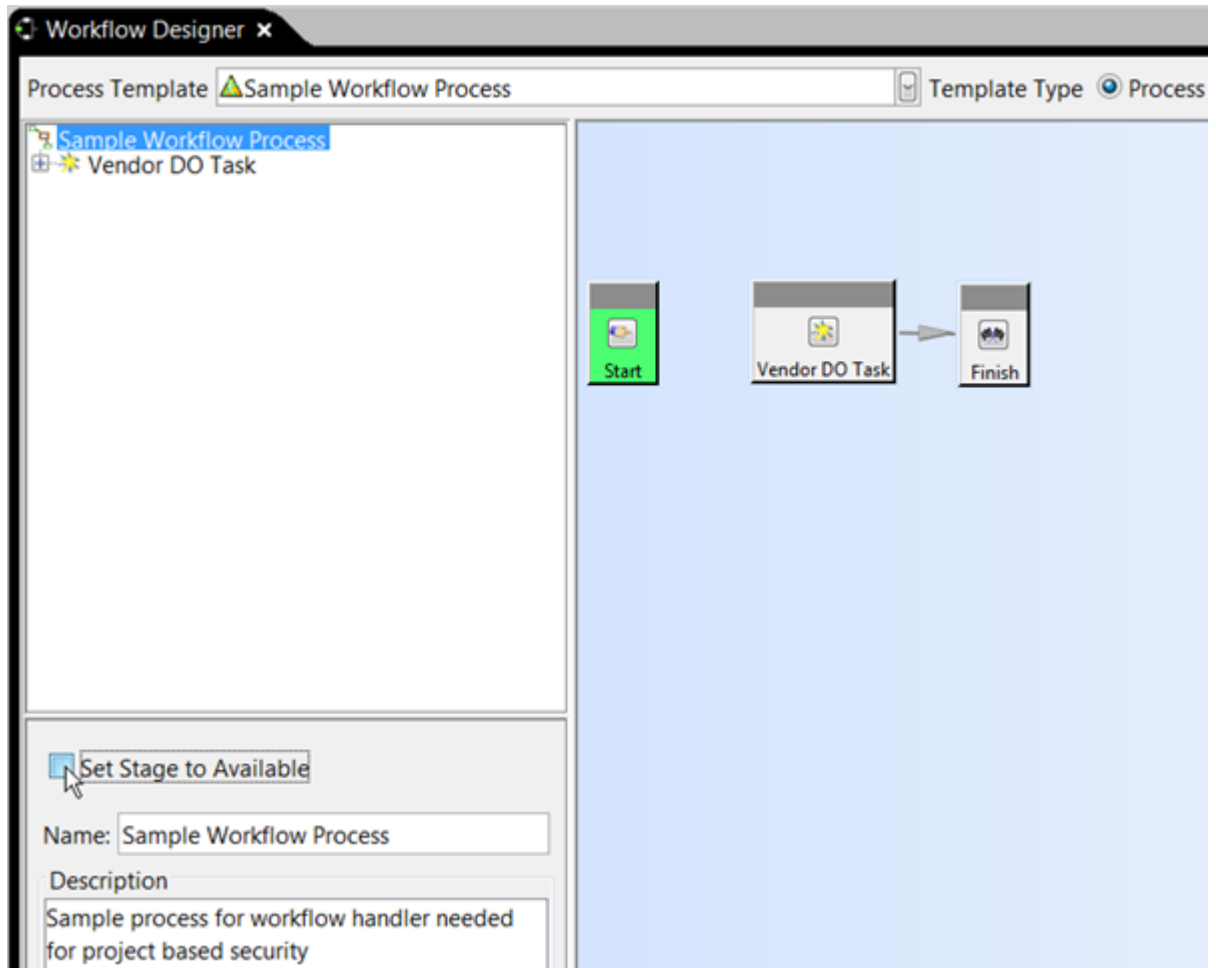 Workflow Designer
Process Template Sample Workflow Process Template Type Process
Sample Workflow Process
Vendor DO Task
Start
Vendor DO Task
Finish
Set Stage to Available
Name: Sample Workflow Process
Description
Sample process for workflow handler needed
for project based security